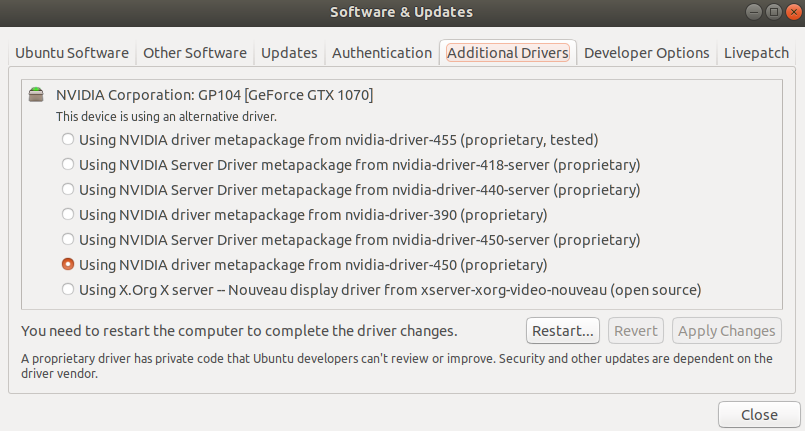 Software & Updates
Ubuntu Software
Other Software
Updates
Authentication
Additional Drivers
Developer Options
Livepatch
NVIDIA Corporation: GP104 [GeForce GTX 1070]
This device is using an alternative driver.
Using NVIDIA driver metapackage from nvidia-driver-455 (proprietary, tested)
Using NVIDIA Server Driver metapackage from nvidia-driver-418-server (proprietary)
Using NVIDIA Server Driver metapackage from nvidia-driver-440-server (proprietary)
Using NVIDIA driver metapackage from nvidia-driver-390 (proprietary)
Using NVIDIA Server Driver metapackage from nvidia-driver-450-server (proprietary)
Using NVIDIA driver metapackage from nvidia-driver-450 (proprietary)
Using X.Org X server -- Nouveau display driver from xserver-xorg-video-nouveau (open source)
You need to restart the computer to complete the driver changes.
Restart...
Revert
Apply Changes
A proprietary driver has private code that Ubuntu developers can't review or improve. Security and other updates are dependent on the
driver vendor.
Close